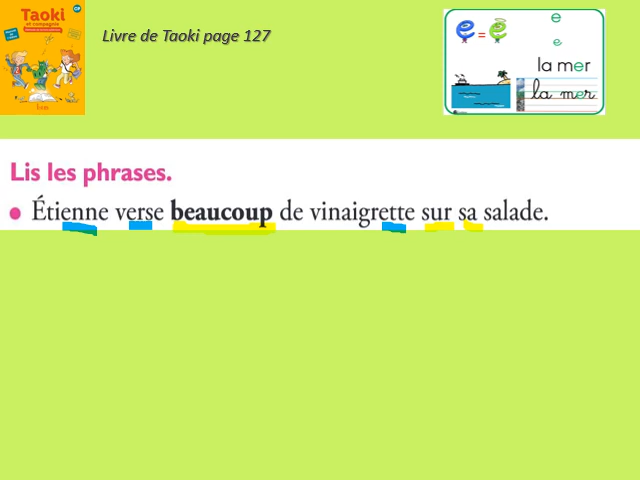 Taoki
et compagnie
CP
Livre de Taoki page 127
e = e
e
e
la mer
la mer
Lis les phrases.
• Étienne verse beaucoup de vinaigrette sur sa salade.